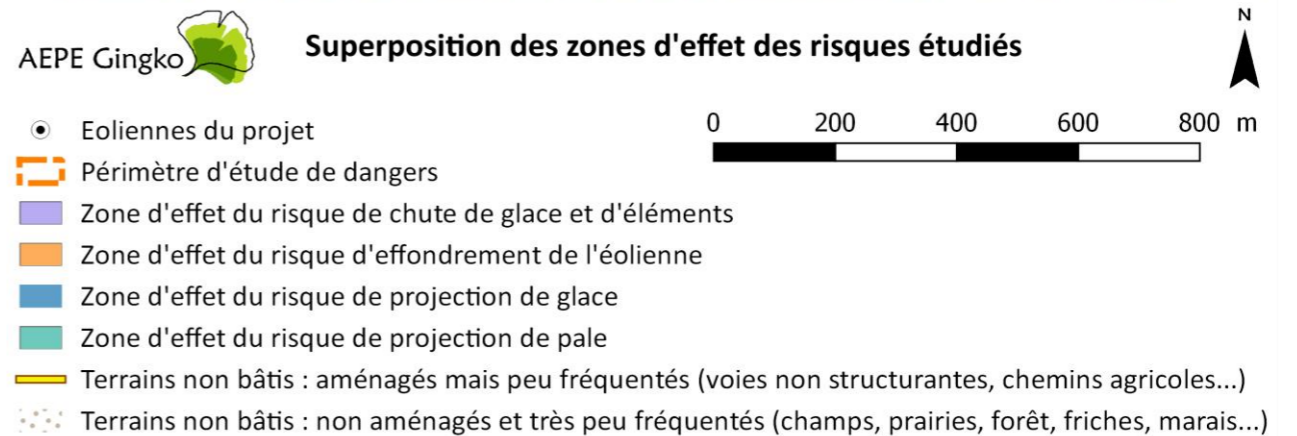 N
AEPE Gingko
Superposition des zones d'effet des risques étudiés
0 200 400 600 800 m
Eoliennes du projet
Périmètre d'étude de dangers
Zone d'effet du risque de chute de glace et d'éléments
Zone d'effet du risque d'effondrement de l'éolienne
Zone d'effet du risque de projection de glace
Zone d'effet du risque de projection de pale
Terrains non bâtis : aménagés mais peu fréquentés (voies non structurantes, chemins agricoles...)
Terrains non bâtis : non aménagés et très peu fréquentés (champs, prairies, forêt, friches, marais...)